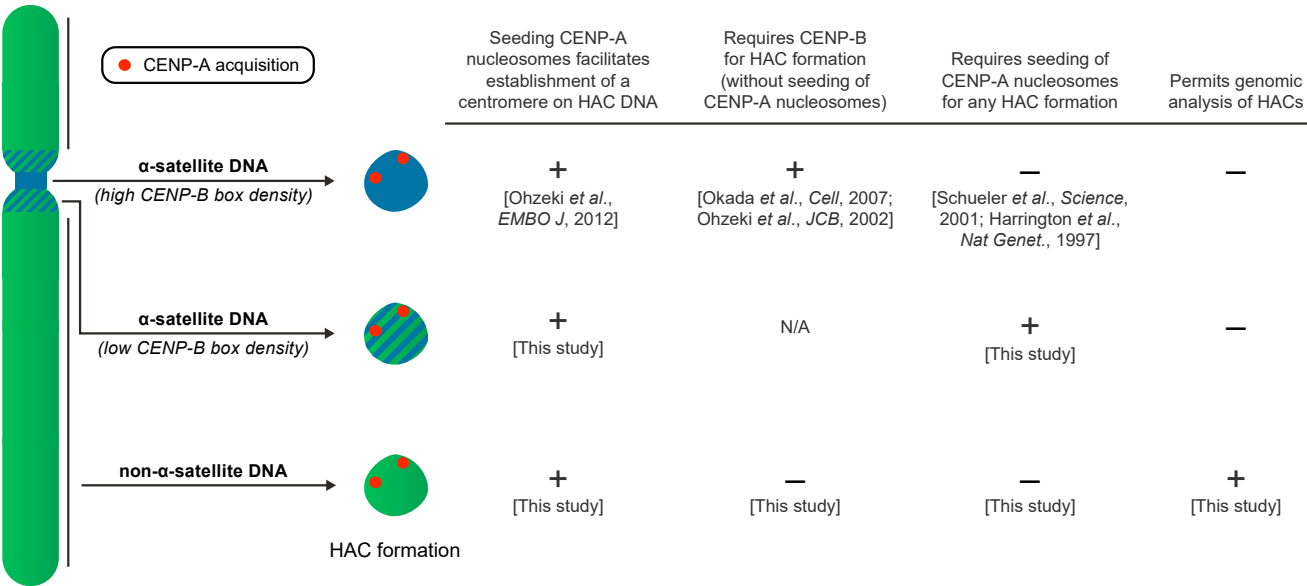 CENP-A acquisition
Seeding CENP-A
nucleosomes facilitates
establishment of a
centromere on HAC DNA
Requires CENP-B
for HAC formation
(without seeding of
CENP-A nucleosomes)
Requires seeding of
CENP-A nucleosomes
for any HAC formation
Permits genomic
analysis of HACs
α-satellite DNA
(high CENP-B box density)
+
[Ohzeki et al.,
EMBO J, 2012]
+
[Okada et al., Cell, 2007;
Ohzeki et al., JCB, 2002]
–
[Schueler et al., Science,
2001; Harrington et al.,
Nat Genet., 1997]
–
α-satellite DNA
(low CENP-B box density)
+
[This study]
N/A
+
[This study]
–
non-α-satellite DNA
+
[This study]
–
[This study]
–
[This study]
+
[This study]
HAC formation